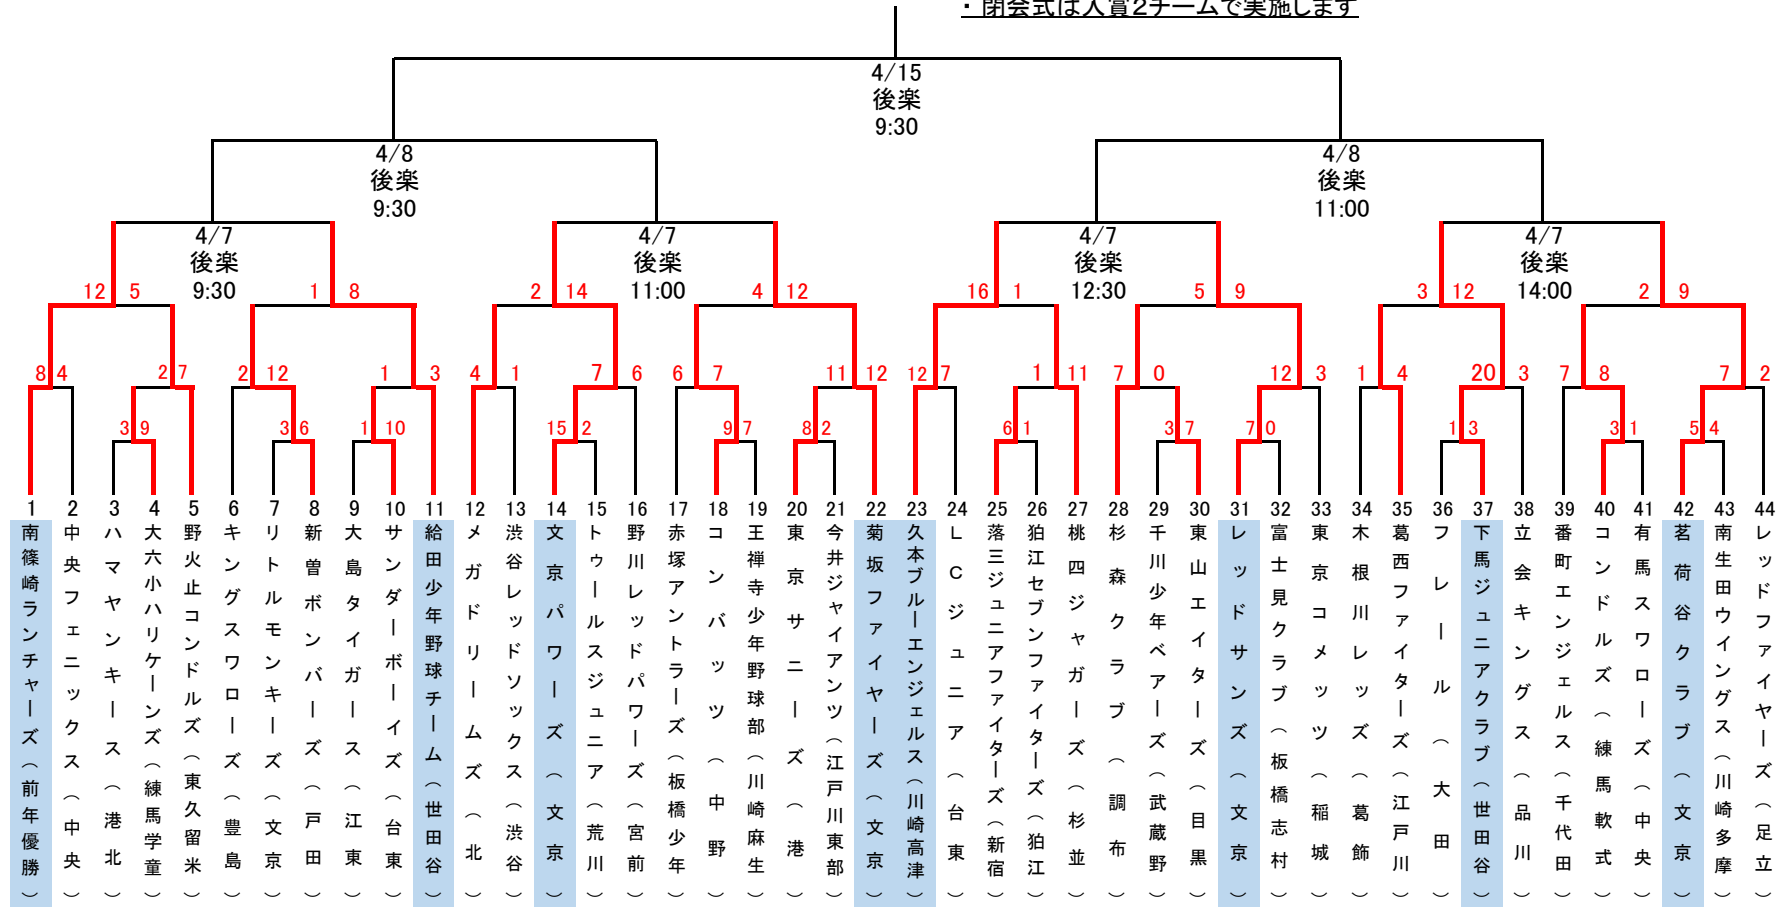 ・ 閉会式は入賞2チームで実施します
4/15
後楽
9:30
4/8
後楽
9:30
4/8
後楽
11:00
4/7
後楽
9:30
4/7
後楽
11:00
4/7
後楽
12:30
4/7
後楽
14:00
12 5 1 8 2 14 4 12 16 1 5 9 3 12 2 9
8 4 2 7 2 12 1 3 4 1 7 6 6 7 11 12 12 7 1 11 7 0 12 3 1 4 20 3 7 8 7 2
3 9 3 6 1 10 15 2 9 7 8 2 6 1 3 7 7 0 1 3 3 1 5 4
1 南篠崎ランチャーズ(前年優勝)
2 中央フェニックス(中央)
3 ハマヤンキース(港北)
4 大六小ハリケーンズ(練馬学童)
5 野火止コンドルズ(東久留米)
6 キングスワローズ(豊島)
7 リトルモンキーズ(文京)
8 新曽ボンバーズ(戸田)
9 大島タイガース(江東)
10 サンダーボーイズ(台東)
11 給田少年野球チーム(世田谷)
12 メガドリームズ(北)
13 渋谷レッドソックス(渋谷)
14 文京パワーズ(文京)
15 トゥールスジュニア(荒川)
16 野川レッドパワーズ(宮前)
17 赤塚アントラーズ(板橋少年)
18 コンバッツ(中野)
19 王禅寺少年野球部(川崎麻生)
20 東京サニーズ(港)
21 今井ジャイアンツ(江戸川東部)
22 菊坂ファイヤーズ(文京)
23 久本ブルーエンジェルス(川崎高津)
24 LCジュニア(台東)
25 落三ジュニアファイターズ(新宿)
26 狛江セブンファイターズ(狛江)
27 桃四ジャガーズ(杉並)
28 杉森クラブ(調布)
29 千川少年ベアーズ(武蔵野)
30 東山エイターズ(目黒)
31 レッドサンズ(文京)
32 富士見クラブ(板橋志村)
33 東京コメッツ(稲城)
34 木根川レッズ(葛飾)
35 葛西ファイターズ(江戸川)
36 フレール(大田)
37 下馬ジュニアクラブ(世田谷)
38 立会キングス(品川)
39 番町エンジェルス(千代田)
40 コンドルズ(練馬軟式)
41 有馬スワローズ(中央)
42 茗荷谷クラブ(文京)
43 南生田ウイングス(川崎多摩)
44 レッドファイヤーズ(足立)